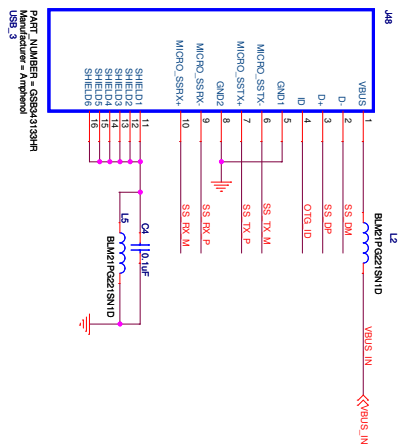 J48
VBUS
D-
D+
ID
GND1
MICRO_SSTX-
MICRO_SSTX+
GND2
MICRO_SSRX-
MICRO_SSRX+
SHIELD1
SHIELD2
SHIELD3
SHIELD4
SHIELD5
SHIELD6
1
2
3
4
5
6
7
8
9
10
11
12
13
14
15
16
PART_NUMBER = GSB343133HR
Manufacturer = Amphenol
USB_3
SS_DM
SS_DP
OTG_ID
SS_TX_M
SS_TX_P
SS_RX_P
SS_RX_M
L2
BLM21PG221SN1D
VBUS_IN
VBUS_IN
C4
0.1uF
L5
BLM21PG221SN1D